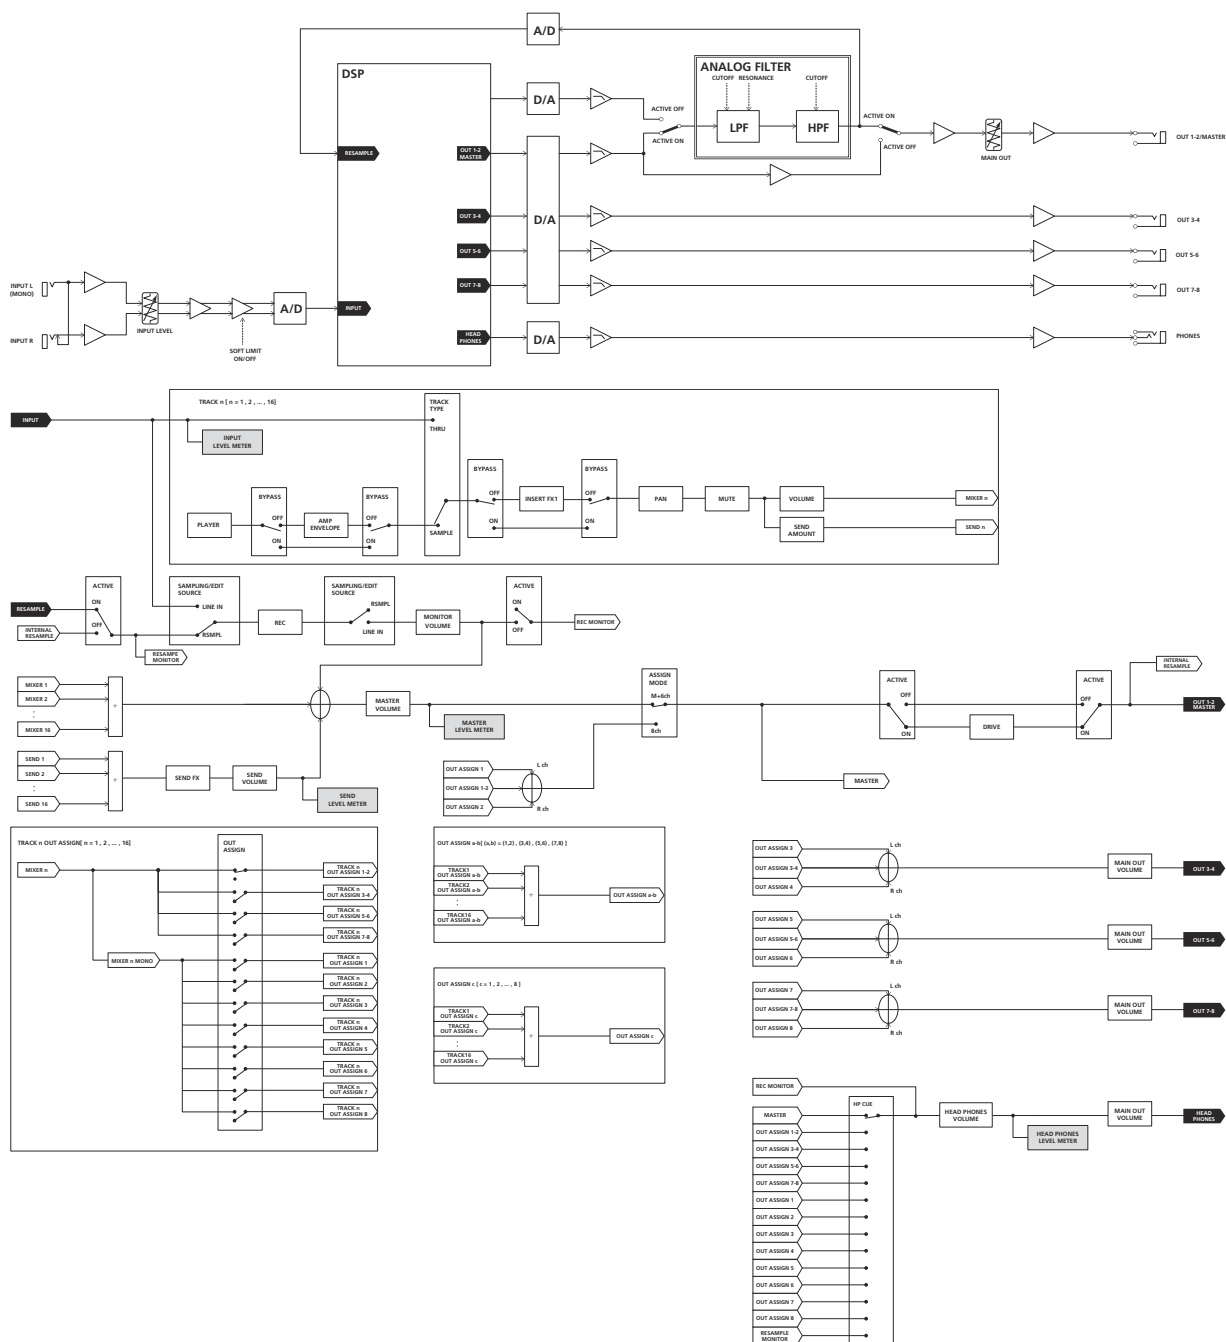 A/D
DSP
ANALOG FILTER
CUTOFF
RESONANCE
CUTOFF
D/A
ACTIVE OFF
ACTIVE ON
LPF
HPF
ACTIVE ON
ACTIVE OFF
MAIN OUT
OUT 1-2/MASTER
RESAMPLE
OUT 1-2
MASTER
OUT 3-4
D/A
OUT 3-4
OUT 5-6
OUT 5-6
OUT 7-8
OUT 7-8
INPUT L
(MONO)
INPUT R
INPUT LEVEL
SOFT LIMIT
ON/OFF
A/D
INPUT
HEAD
PHONES
D/A
PHONES
TRACK n [ n = 1 , 2 , ... , 16]
INPUT
INPUT
LEVEL METER
TRACK
TYPE
THRU
SAMPLE
PLAYER
BYPASS
OFF
ON
AMP
ENVELOPE
BYPASS
OFF
ON
BYPASS
OFF
ON
INSERT FX1
BYPASS
OFF
ON
PAN
MUTE
VOLUME
SEND
AMOUNT
MIXER n
SEND n
RESAMPLE
INTERNAL
RESAMPLE
ACTIVE
ON
OFF
RESAMPE
MONITOR
SAMPLING/EDIT
SOURCE
LINE IN
RSMPL
REC
SAMPLING/EDIT
SOURCE
RSMPL
LINE IN
MONITOR
VOLUME
ACTIVE
ON
OFF
REC MONITOR
MIXER 1
MIXER 2
:
MIXER 16
+
MASTER
VOLUME
MASTER
LEVEL METER
ASSIGN
MODE
M+6ch
8ch
ACTIVE
OFF
ON
DRIVE
ACTIVE
OFF
ON
INTERNAL
RESAMPLE
OUT 1-2
MASTER
SEND 1
SEND 2
:
SEND 16
+
SEND FX
SEND
VOLUME
SEND
LEVEL METER
OUT ASSIGN 1
OUT ASSIGN 1-2
OUT ASSIGN 2
L ch
R ch
MASTER
TRACK n OUT ASSIGN[ n = 1 , 2 , ... , 16]
MIXER n
MIXER n MONO
OUT
ASSIGN
TRACK n
OUT ASSIGN 1-2
TRACK n
OUT ASSIGN 3-4
TRACK n
OUT ASSIGN 5-6
TRACK n
OUT ASSIGN 7-8
TRACK n
OUT ASSIGN 1
TRACK n
OUT ASSIGN 2
TRACK n
OUT ASSIGN 3
TRACK n
OUT ASSIGN 4
TRACK n
OUT ASSIGN 5
TRACK n
OUT ASSIGN 6
TRACK n
OUT ASSIGN 7
TRACK n
OUT ASSIGN 8
OUT ASSIGN a-b[ (a,b) = (1,2) , (3,4) , (5,6) , (7,8) ]
TRACK1
OUT ASSIGN a-b
TRACK2
OUT ASSIGN a-b
:
TRACK16
OUT ASSIGN a-b
+
OUT ASSIGN a-b
OUT ASSIGN c [ c = 1 , 2 , ... , 8 ]
TRACK1
OUT ASSIGN c
TRACK2
OUT ASSIGN c
:
TRACK16
OUT ASSIGN c
+
OUT ASSIGN c
OUT ASSIGN 3
OUT ASSIGN 3-4
OUT ASSIGN 4
L ch
R ch
MAIN OUT
VOLUME
OUT 3-4
OUT ASSIGN 5
OUT ASSIGN 5-6
OUT ASSIGN 6
L ch
R ch
MAIN OUT
VOLUME
OUT 5-6
OUT ASSIGN 7
OUT ASSIGN 7-8
OUT ASSIGN 8
L ch
R ch
MAIN OUT
VOLUME
OUT 7-8
REC MONITOR
HP CUE
MASTER
OUT ASSIGN 1-2
OUT ASSIGN 3-4
OUT ASSIGN 5-6
OUT ASSIGN 7-8
OUT ASSIGN 1
OUT ASSIGN 2
OUT ASSIGN 3
OUT ASSIGN 4
OUT ASSIGN 5
OUT ASSIGN 6
OUT ASSIGN 7
OUT ASSIGN 8
RESAMPLE
MONITOR
HEAD PHONES
VOLUME
HEAD PHONES
LEVEL METER
MAIN OUT
VOLUME
HEAD
PHONES